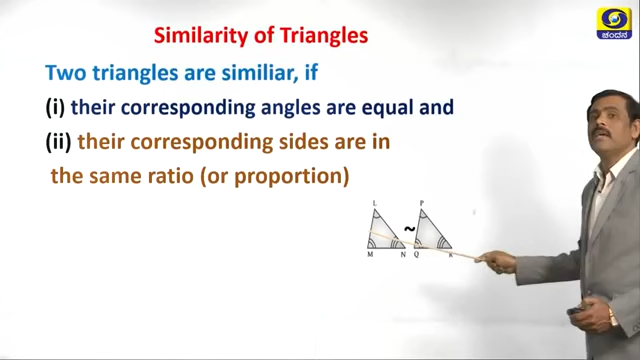 Similarity of Triangles
ಚಂದನ
Two triangles are similiar, if
(i) their corresponding angles are equal and
(ii) their corresponding sides are in
the same ratio (or proportion)
L P
~
M N Q R